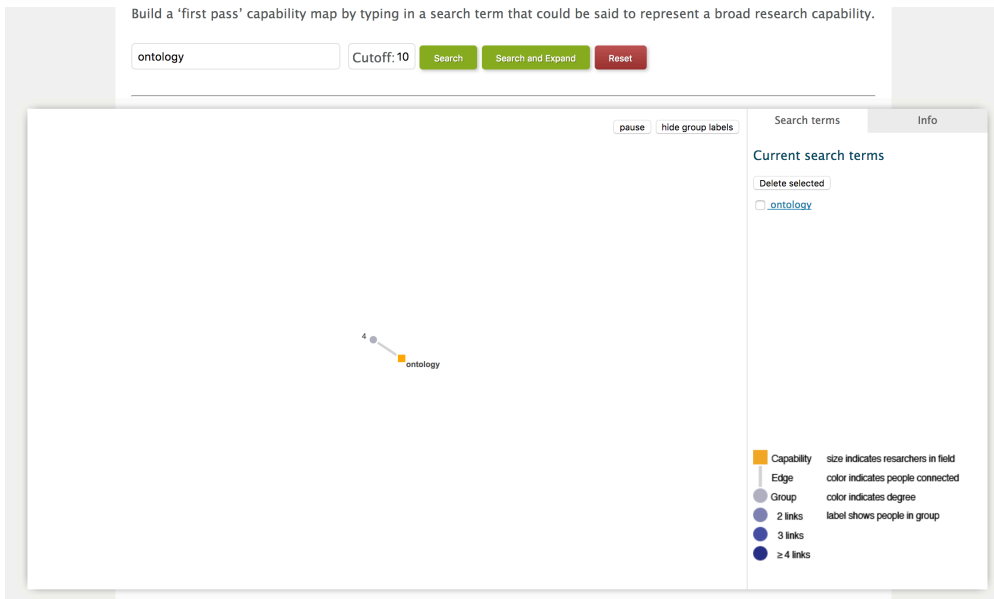 Build a ‘first pass’ capability map by typing in a search term that could be said to represent a broad research capability.
ontology
Cutoff: 10
Search
Search and Expand
Reset
pause
hide group labels
Search terms
Info
Current search terms
Delete selected
ontology
4
ontology
Capability size indicates resarchers in field
Edge color indicates people connected
Group color indicates degree
2 links label shows people in group
3 links
≥ 4 links